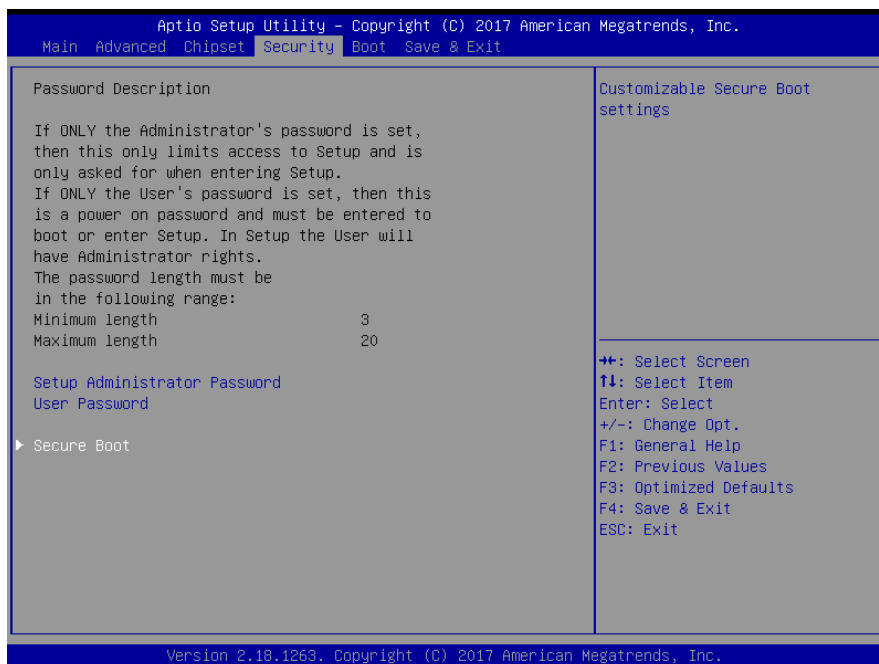 Aptio Setup Utility – Copyright (C) 2017 American Megatrends, Inc.
Main Advanced Chipset Security Boot Save & Exit
Password Description
If ONLY the Administrator's password is set,
then this only limits access to Setup and is
only asked for when entering Setup.
If ONLY the User's password is set, then this
is a power on password and must be entered to
boot or enter Setup. In Setup the User will
have Administrator rights.
The password length must be
in the following range:
Minimum length 3
Maximum length 20
Setup Administrator Password
User Password
► Secure Boot
Customizable Secure Boot
settings
→←: Select Screen
↑↓: Select Item
Enter: Select
+/-: Change Opt.
F1: General Help
F2: Previous Values
F3: Optimized Defaults
F4: Save & Exit
ESC: Exit
Version 2.18.1263. Copyright (C) 2017 American Megatrends, Inc.